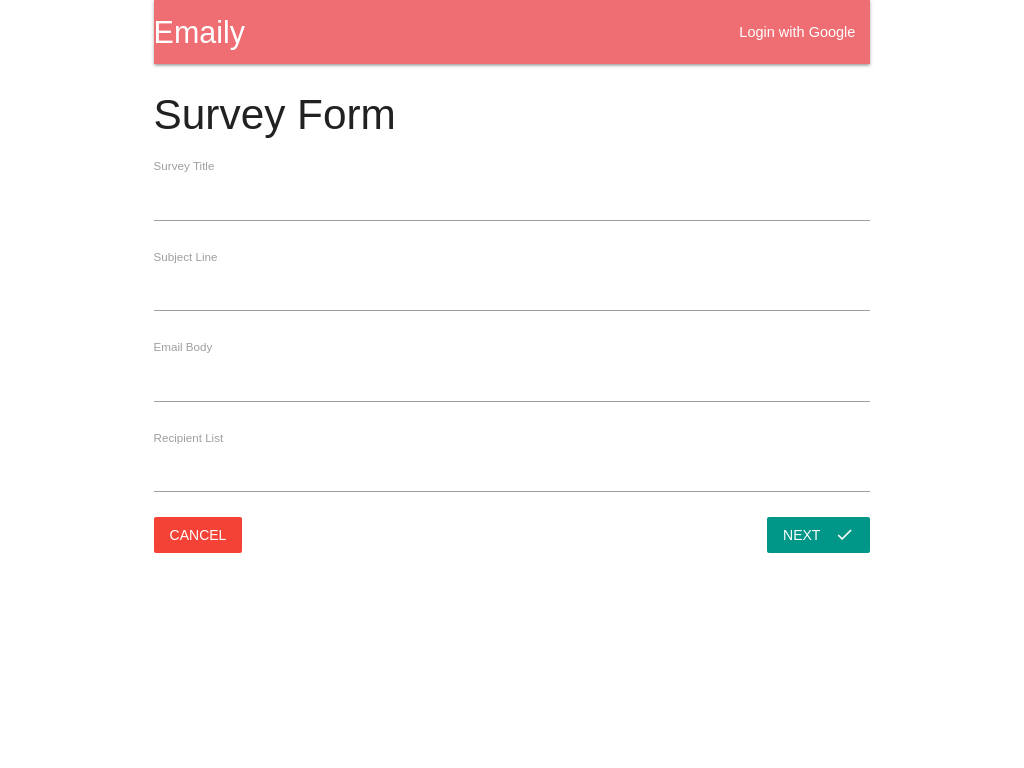 Emaily
Login with Google
Survey Form
Survey Title
Subject Line
Email Body
Recipient List
CANCEL
NEXT